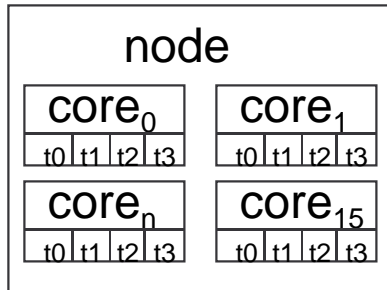 node
core₀ core₁
t0 t1 t2 t3 t0 t1 t2 t3
coreₙ core₁₅
t0 t1 t2 t3 t0 t1 t2 t3